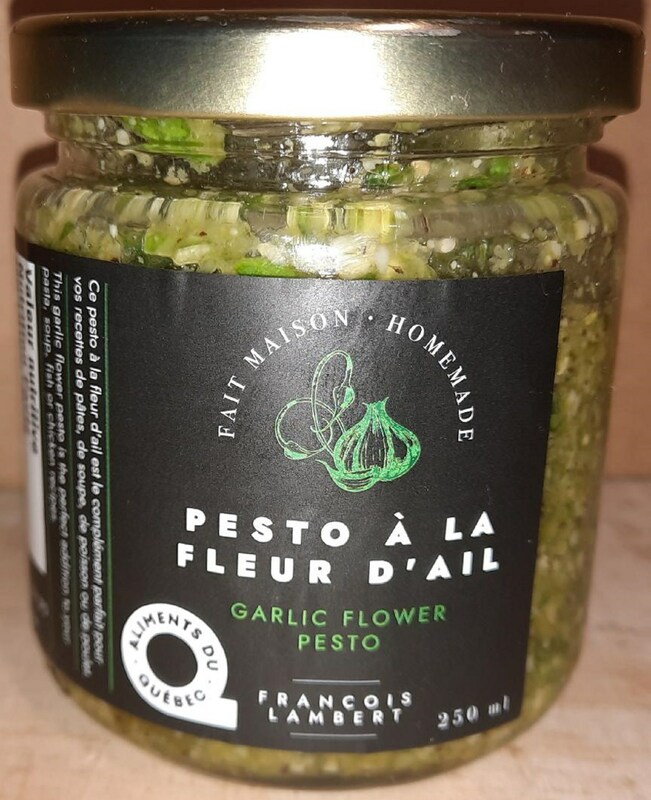 FAIT MAISON · HOMEMADE
PESTO À LA
FLEUR D'AIL
GARLIC FLOWER
PESTO
FRANÇOIS
LAMBERT
250 ml
ALIMENTS DU
QUÉBEC
Ce pesto à la fleur d'ail est le complément parfait pour
vos recettes de pâtes, de soupe, de poisson ou de poulet.
This garlic flower pesto is the perfect addition to your
pasta, soup, fish or chicken recipes.
Valeur nutritive